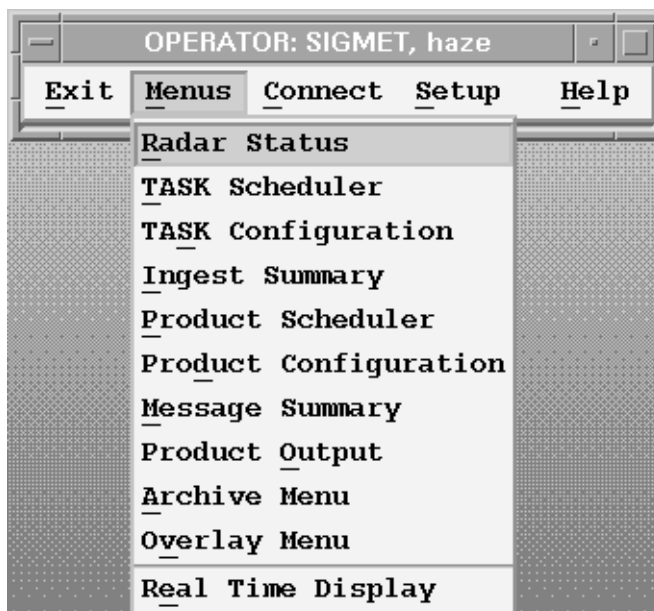 OPERATOR: SIGMET, haze
Exit Menus Connect Setup Help
Radar Status
TASK Scheduler
TASK Configuration
Ingest Summary
Product Scheduler
Product Configuration
Message Summary
Product Output
Archive Menu
Overlay Menu
Real Time Display